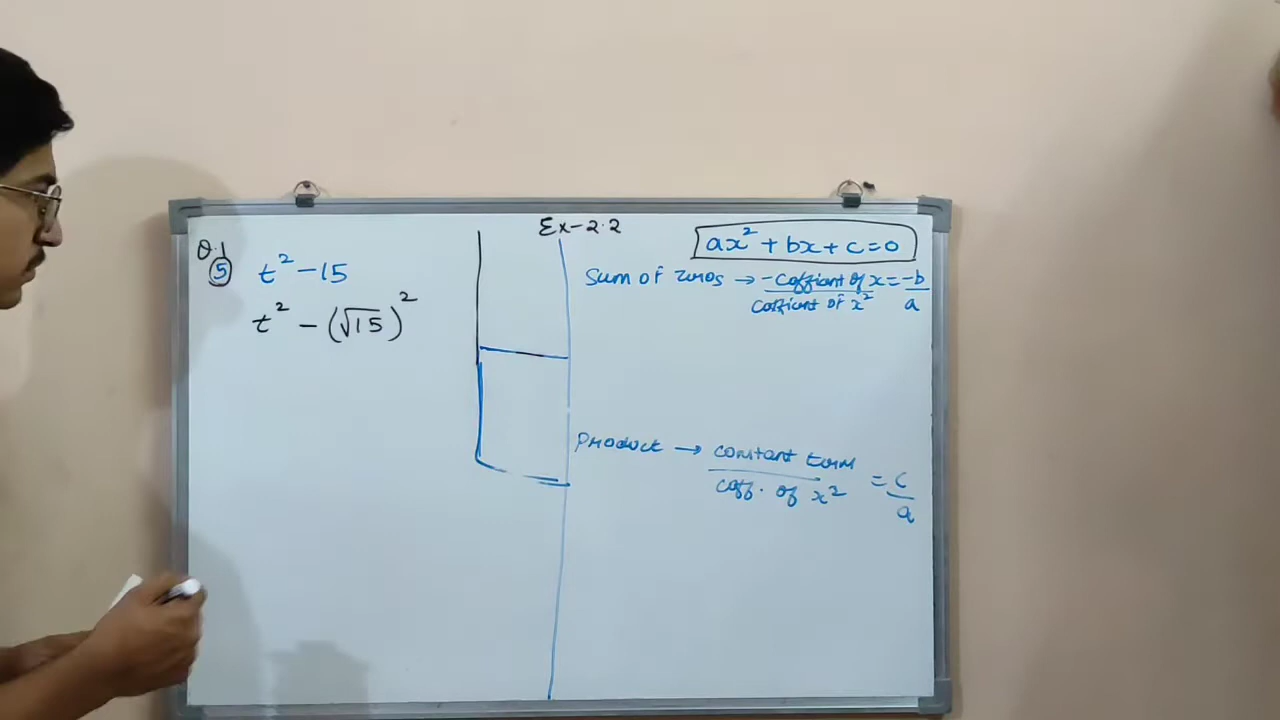 Ex-2.2
Q.1
5 t² - 15
t² - (√15)²
ax² + bx + c = 0
Sum of zeros → -coffiant of x / coffiant of x² = -b / a
Product → constant term / coff. of x² = c / a